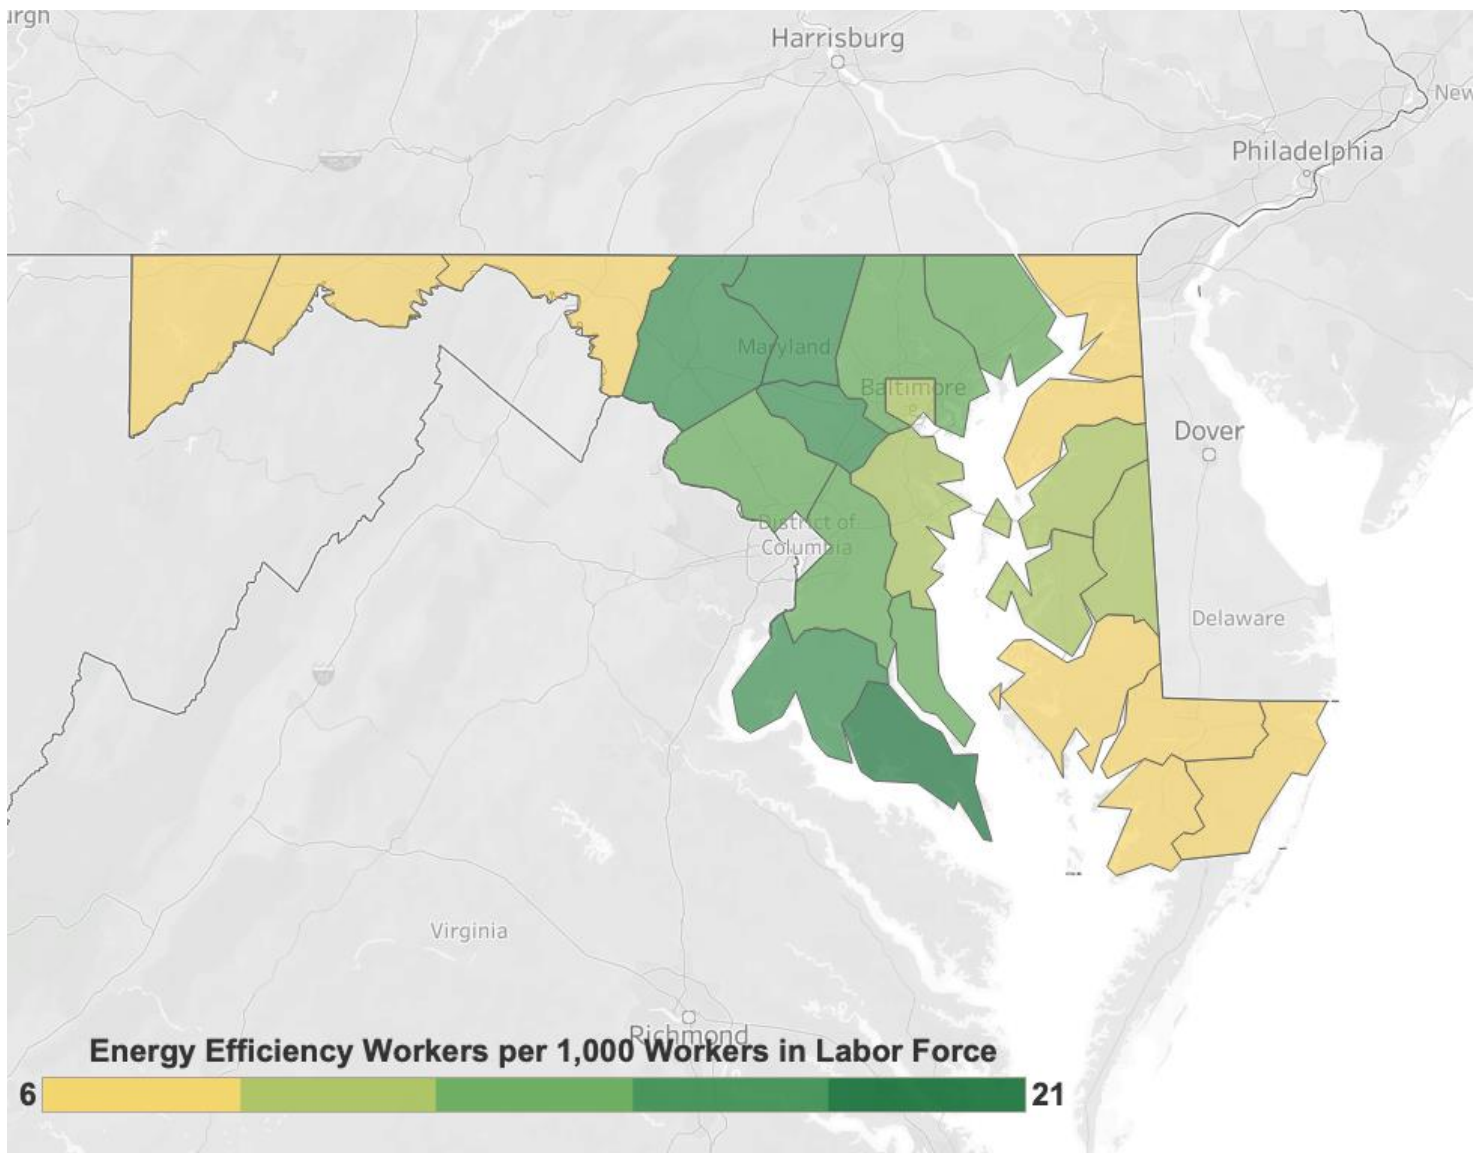 Harrisburg
New
Philadelphia
Maryland
Baltimore
Dover
District of
Columbia
Delaware
Virginia
Richmond
Energy Efficiency Workers per 1,000 Workers in Labor Force
6
21